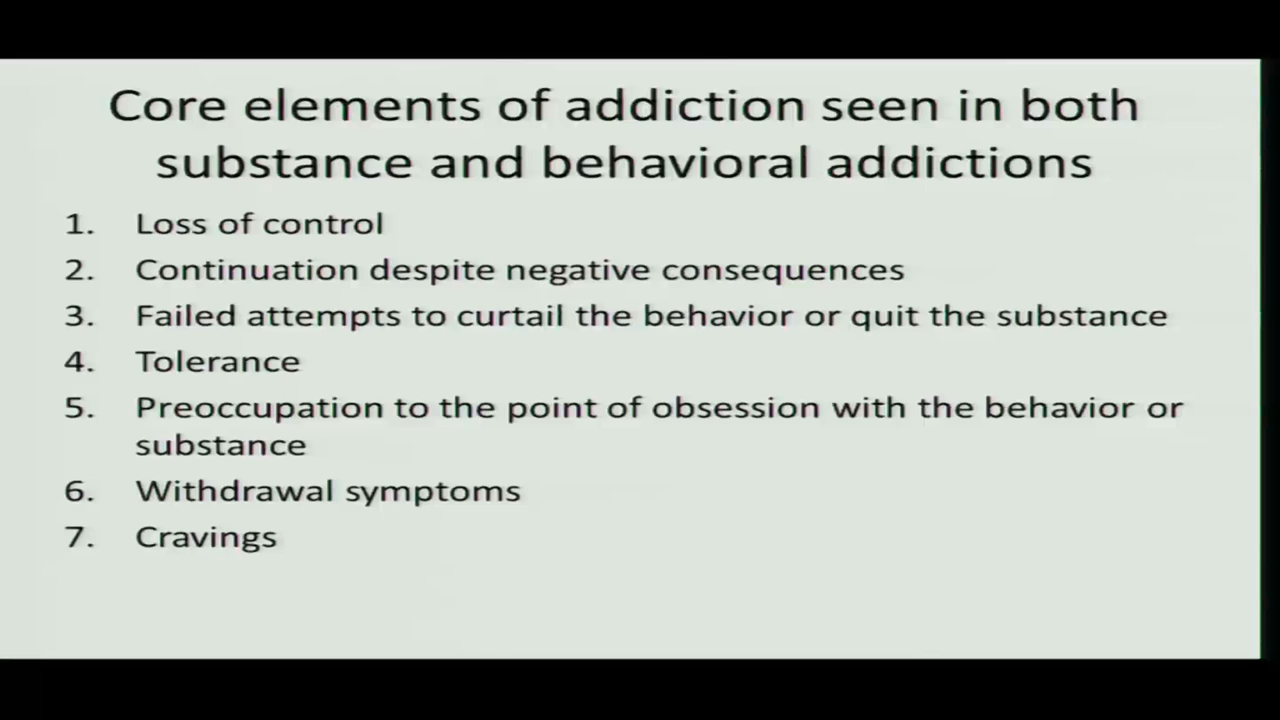 Core elements of addiction seen in both
substance and behavioral addictions
1. Loss of control
2. Continuation despite negative consequences
3. Failed attempts to curtail the behavior or quit the substance
4. Tolerance
5. Preoccupation to the point of obsession with the behavior or
substance
6. Withdrawal symptoms
7. Cravings